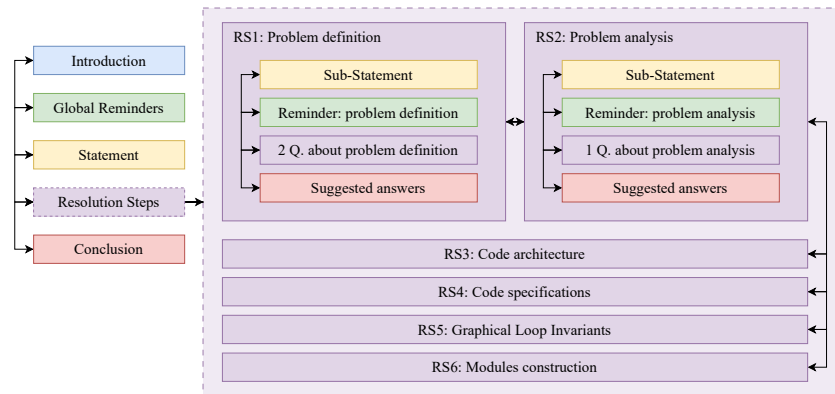 Introduction
Global Reminders
Statement
Resolution Steps
Conclusion
RS1: Problem definition
Sub-Statement
Reminder: problem definition
2 Q. about problem definition
Suggested answers
RS2: Problem analysis
Sub-Statement
Reminder: problem analysis
1 Q. about problem analysis
Suggested answers
RS3: Code architecture
RS4: Code specifications
RS5: Graphical Loop Invariants
RS6: Modules construction